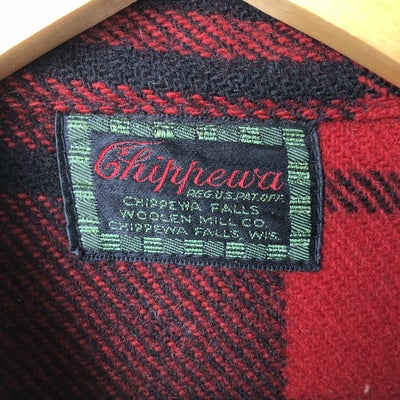 Chippewa
REG.U.S.PAT.OFF.
CHIPPEWA FALLS
WOOLEN MILL CO.
CHIPPEWA FALLS, WIS.